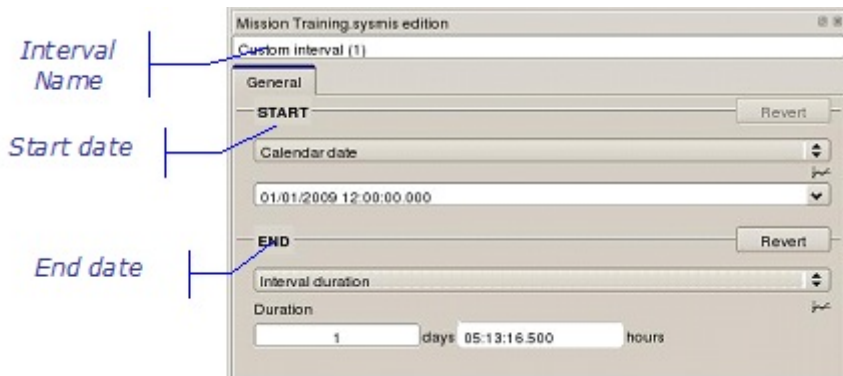 Mission Training.sysmis edition
Interval
Name
Custom interval (1)
General
START
Revert
Start date
Calendar date
01/01/2009 12:00:00.000
END
Revert
End date
Interval duration
Duration
1 days 05:13:16.500 hours